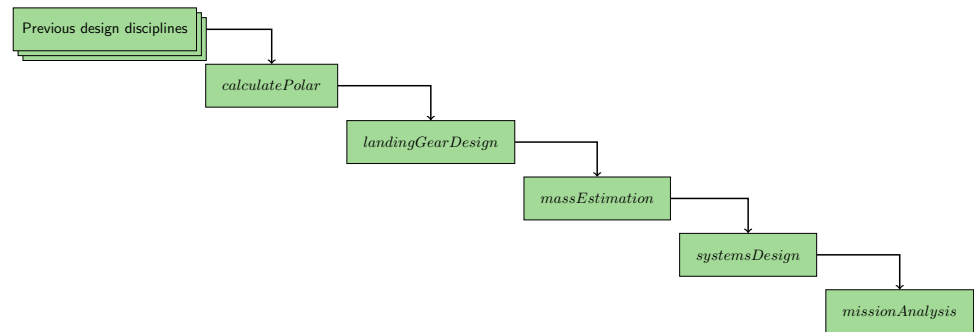 Previous design disciplines
calculatePolar
landingGearDesign
massEstimation
systemsDesign
missionAnalysis